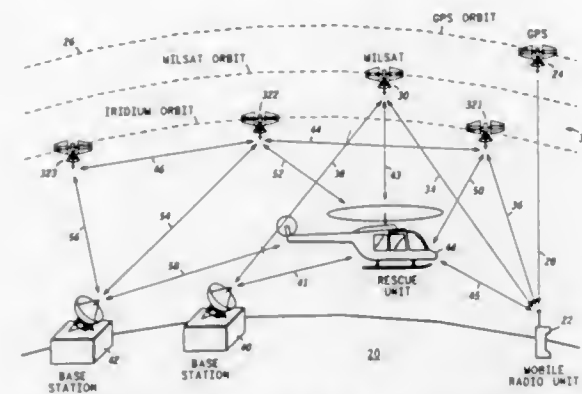 GPS ORBIT
GPS
26
MILSAT ORBIT
MILSAT
24
30
IRIDIUM ORBIT
322
321
44
323
46
52
38
43
34
50
36
54
56
28
58
48
41
RESCUE
UNIT
45
22
42
40
20
BASE
STATION
BASE
STATION
MOBILE
RADIO UNIT